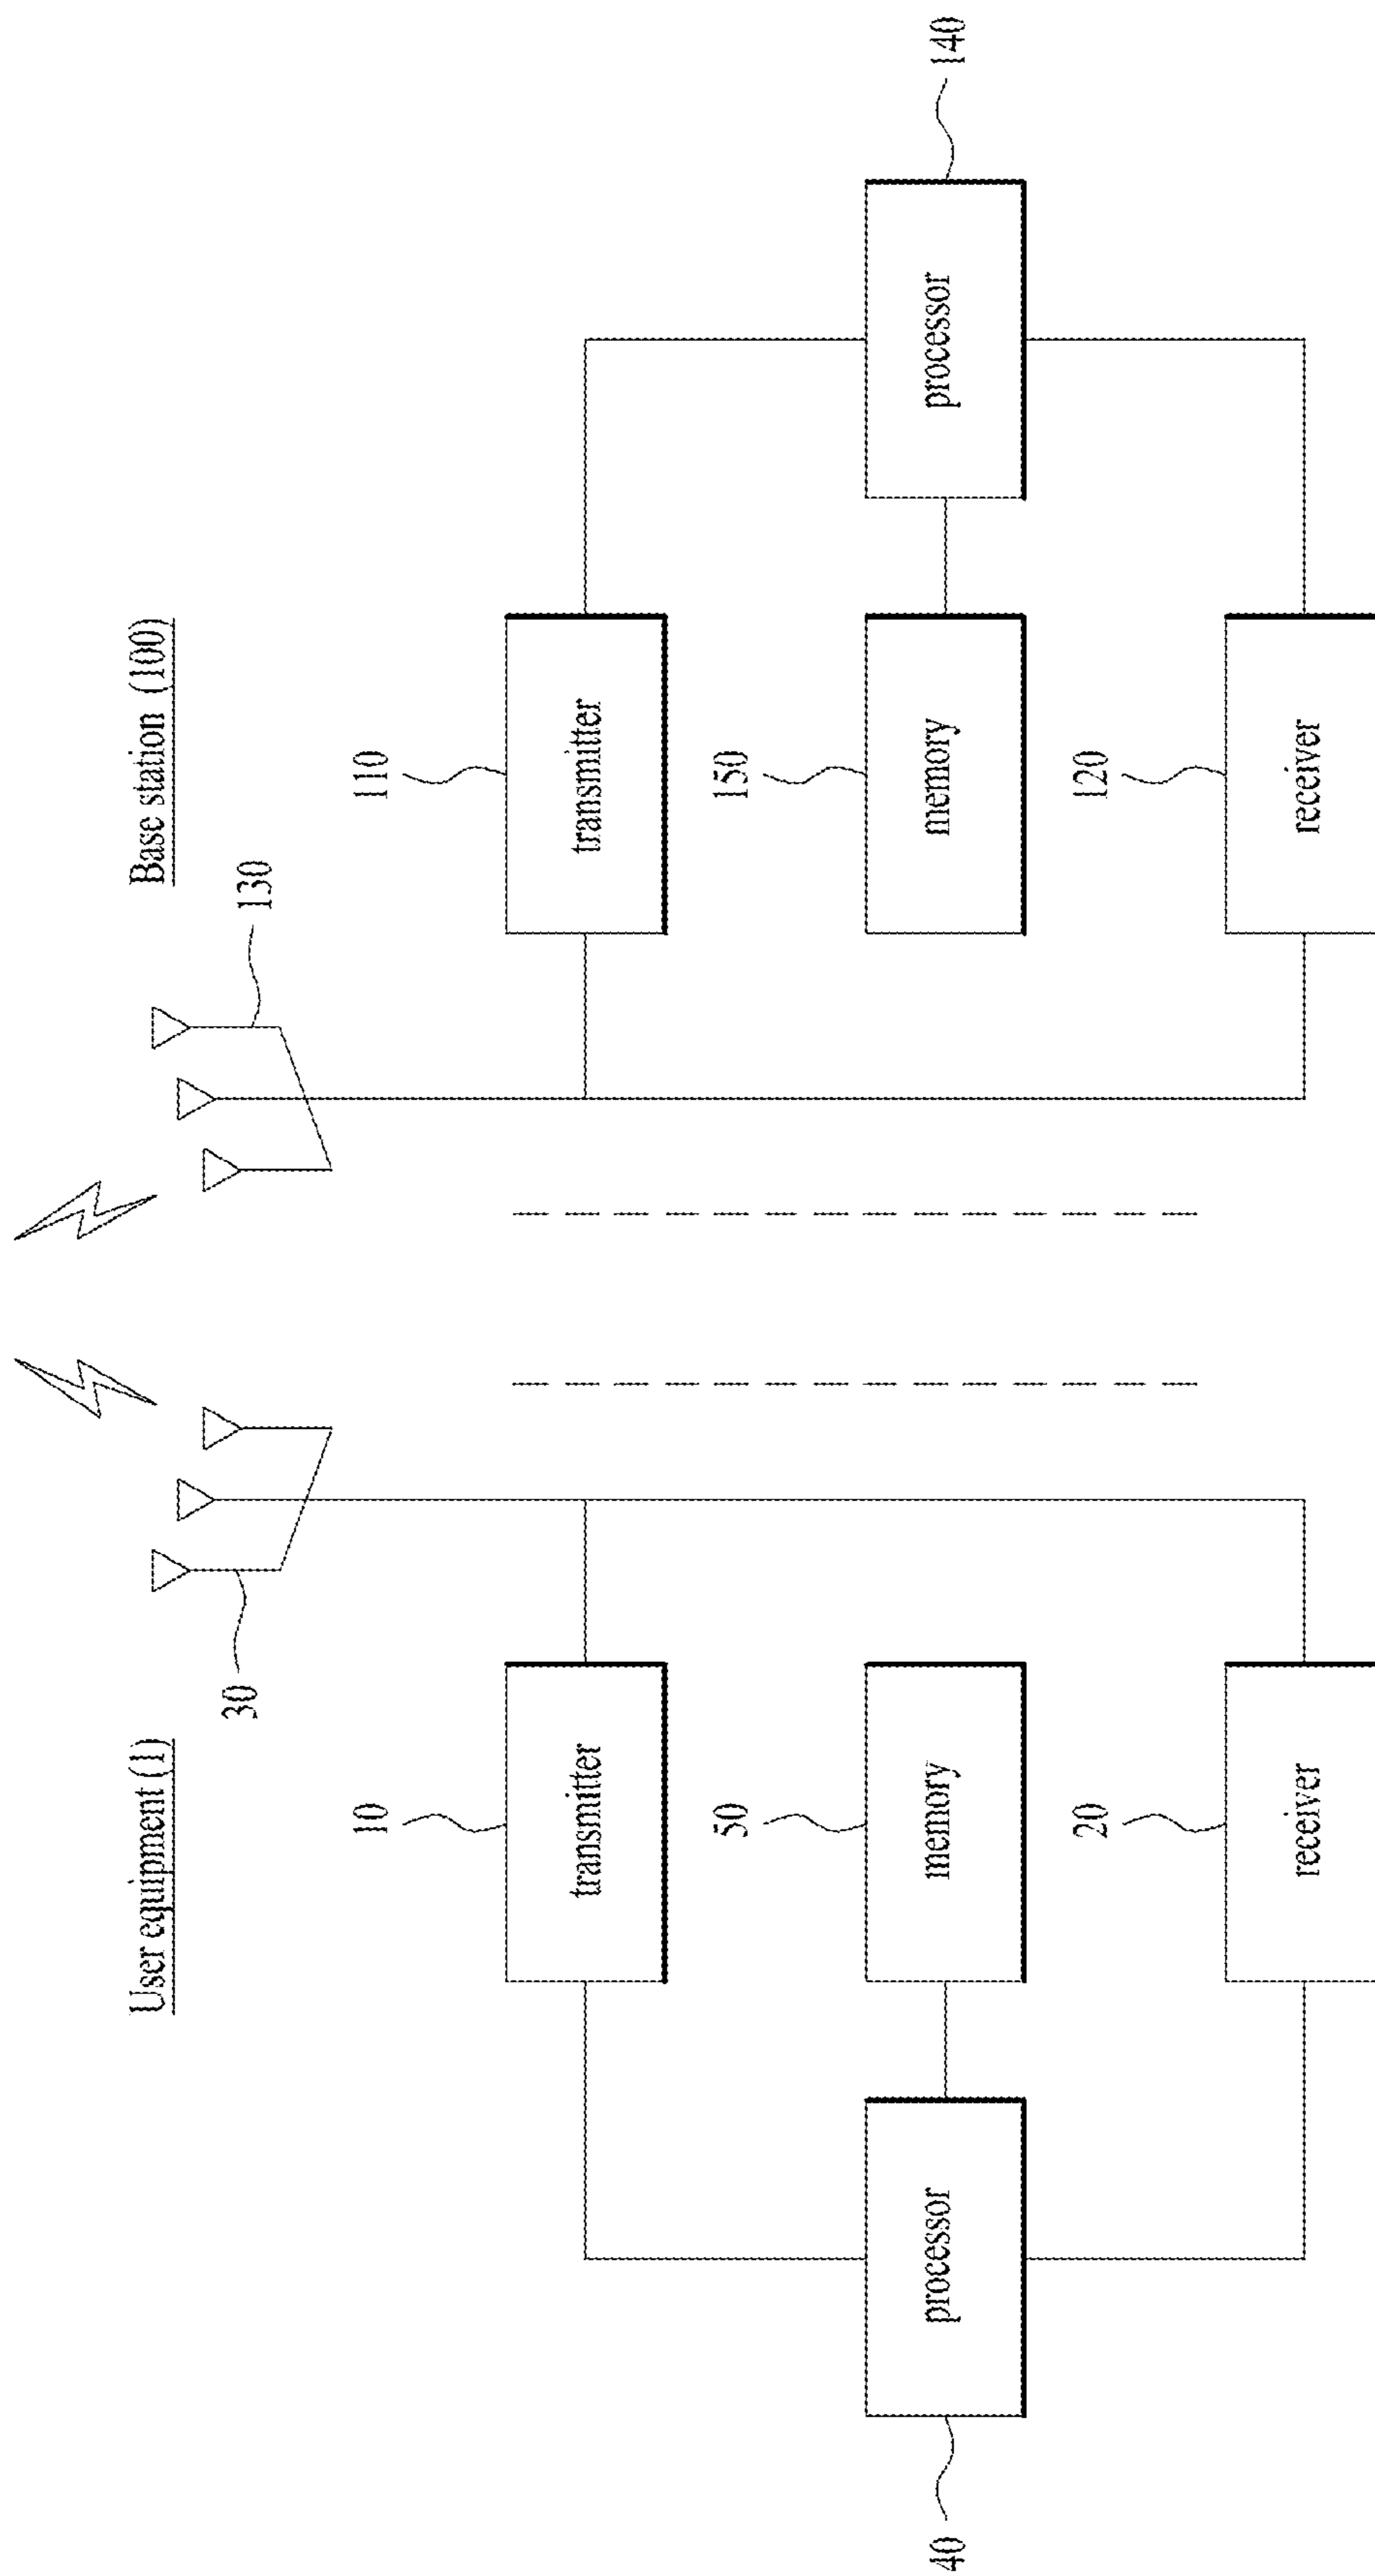 User equipment (1)
Base station (100)
30
130
10
transmitter
110
transmitter
40
processor
50
memory
150
memory
processor
140
20
receiver
120
receiver